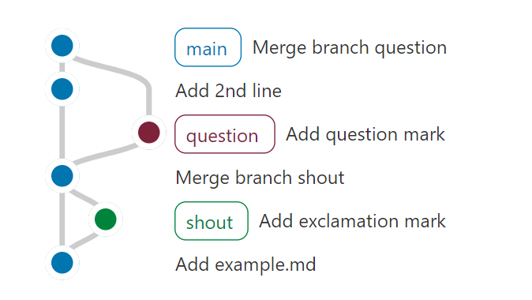 main Merge branch question
Add 2nd line
question Add question mark
Merge branch shout
shout Add exclamation mark
Add example.md